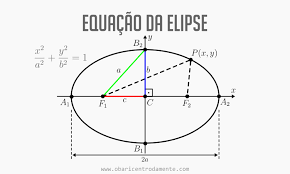 EQUAÇÃO DA ELIPSE
x²/a² + y²/b² = 1
y
B₂
P(x, y)
a
b
A₁
F₁
c
C
F₂
A₂
x
B₁
2a
www.obaricentrodamente.com